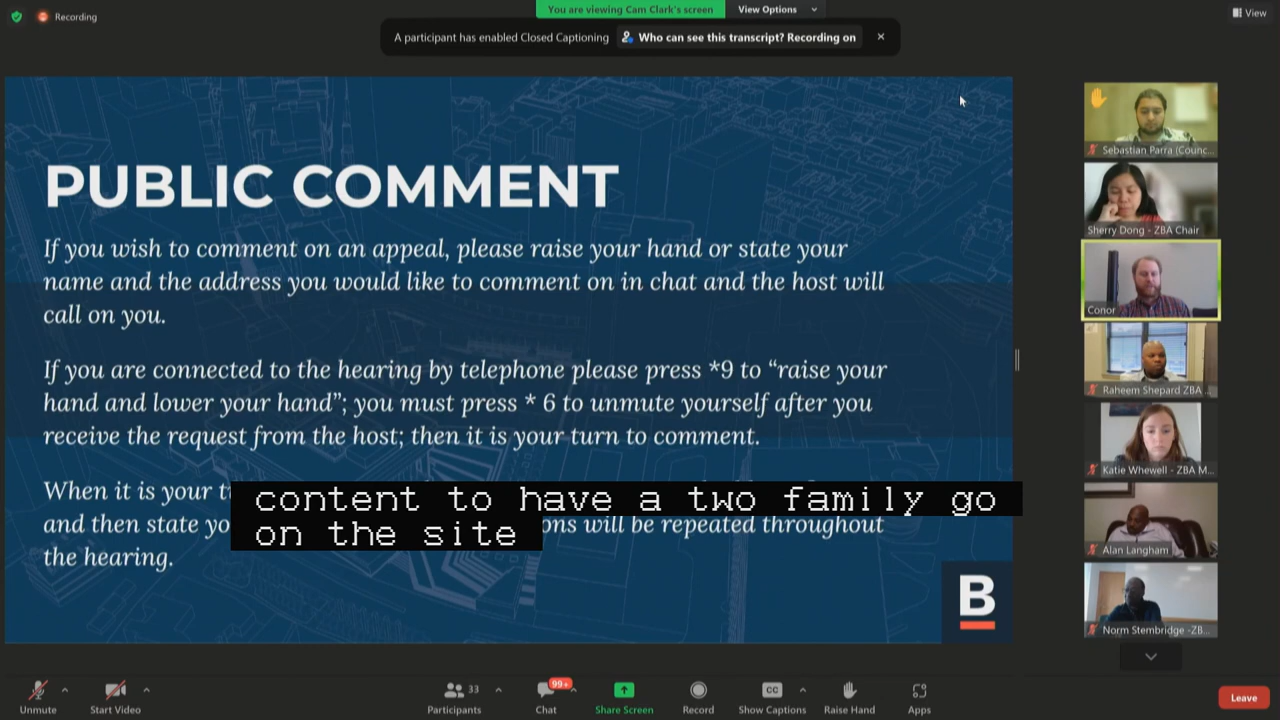 Recording
You are viewing Cam Clark's screen
View Options
View
A participant has enabled Closed Captioning
Who can see this transcript? Recording on
PUBLIC COMMENT
If you wish to comment on an appeal, please raise your hand or state your
name and the address you would like to comment on in chat and the host will
call on you.
If you are connected to the hearing by telephone please press *9 to “raise your
hand and lower your hand”; you must press * 6 to unmute yourself after you
receive the request from the host; then it is your turn to comment.
When it is your t
and then state yo
ons will be repeated throughout
the hearing.
content to have a two family go
on the site
B
Sebastian Parra (Counc...
Sherry Dong - ZBA Chair
Conor
Raheem Shepard ZBA ...
Katie Whewell - ZBA M...
Alan Langham
Norm Stembridge -ZB...
Unmute
Start Video
33
Participants
99+
Chat
Share Screen
Record
CC
Show Captions
Raise Hand
Apps
Leave